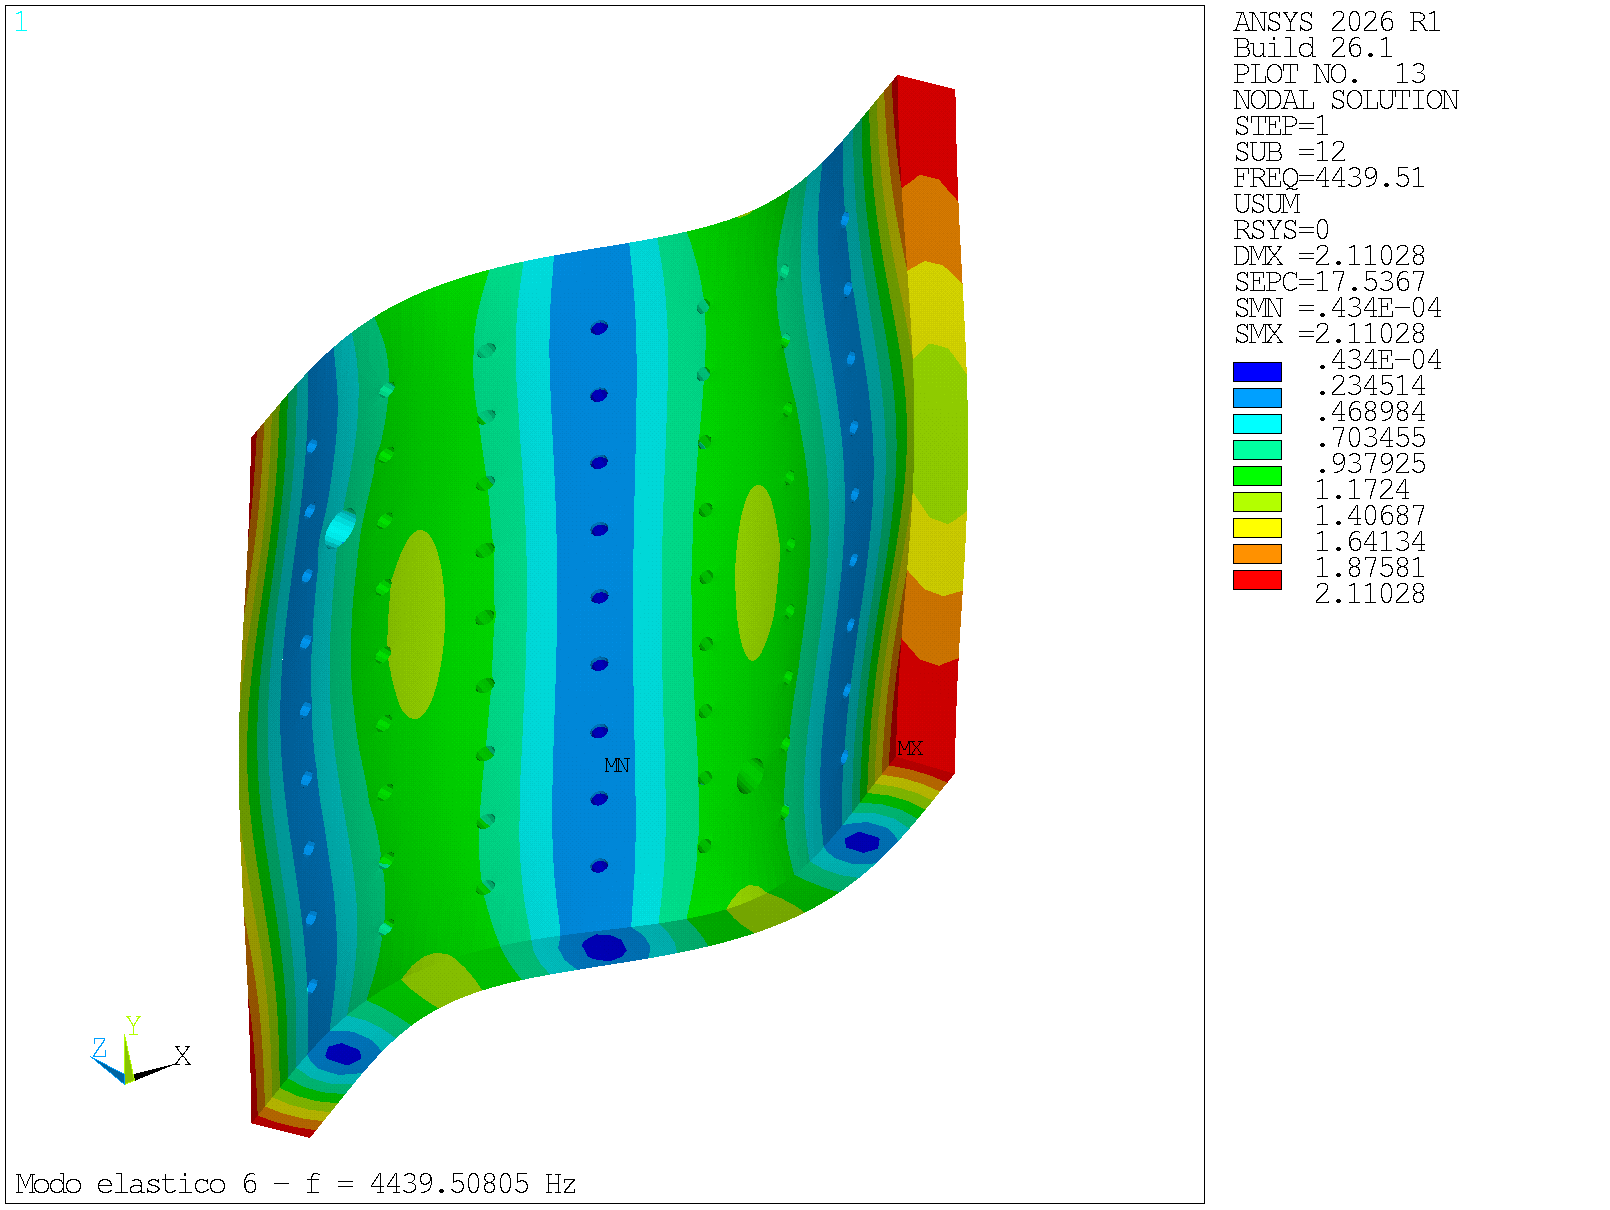 1
ANSYS 2026 R1
Build 26.1
PLOT NO. 13
NODAL SOLUTION
STEP=1
SUB =12
FREQ=4439.51
USUM
RSYS=0
DMX =2.11028
SEPC=17.5367
SMN =.434E-04
SMX =2.11028
.434E-04
.234514
.468984
.703455
.937925
1.1724
1.40687
1.64134
1.87581
2.11028
MX
MN
Y
Z
X
Modo elastico 6 - f = 4439.50805 Hz